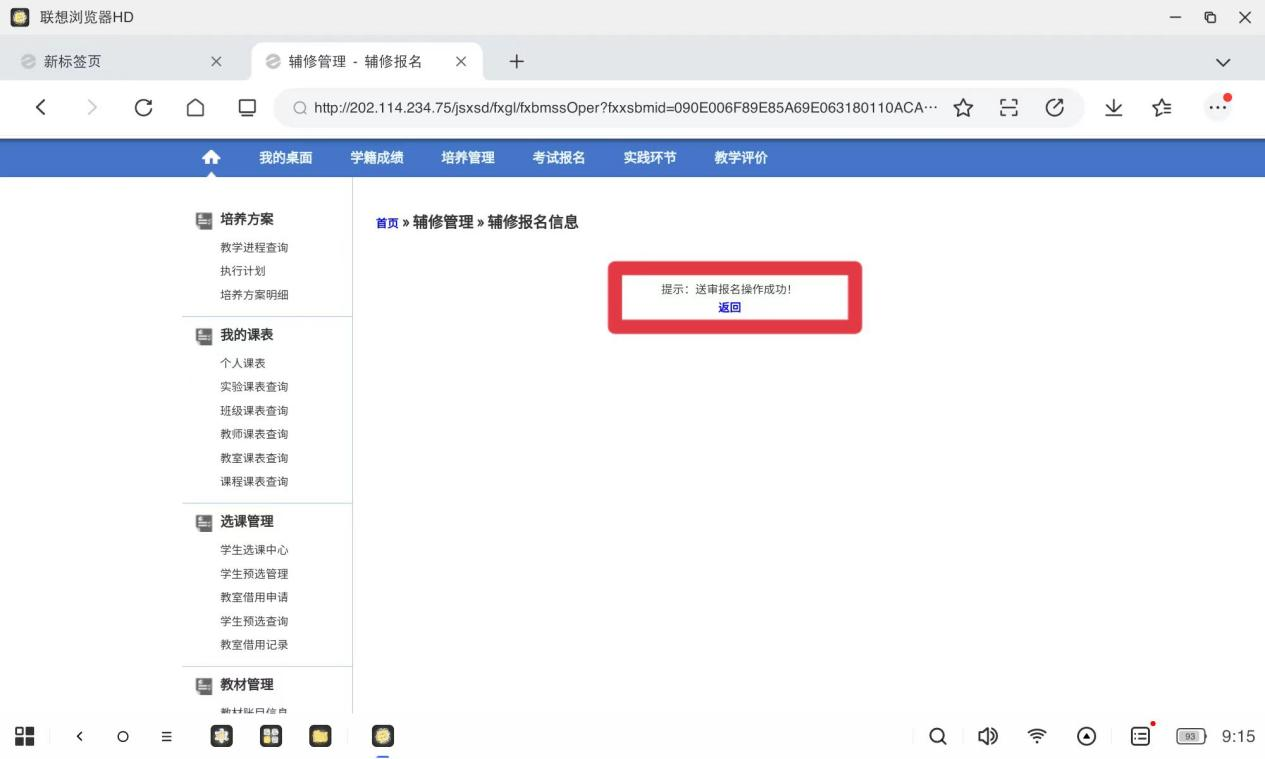 联想浏览器HD
新标签页
辅修管理 - 辅修报名
http://202.114.234.75/jsxsd/fxgl/fxbmssOper?fxxsbmid=090E006F89E85A69E063180110ACA···
我的桌面 学籍成绩 培养管理 考试报名 实践环节 教学评价
培养方案
教学进程查询
执行计划
培养方案明细
我的课表
个人课表
实验课表查询
班级课表查询
教师课表查询
教室课表查询
课程课表查询
选课管理
学生选课中心
学生预选管理
教室借用申请
学生预选查询
教室借用记录
教材管理
教材账目信息
首页 » 辅修管理 » 辅修报名信息
提示：送审报名操作成功！
返回
93 9:15